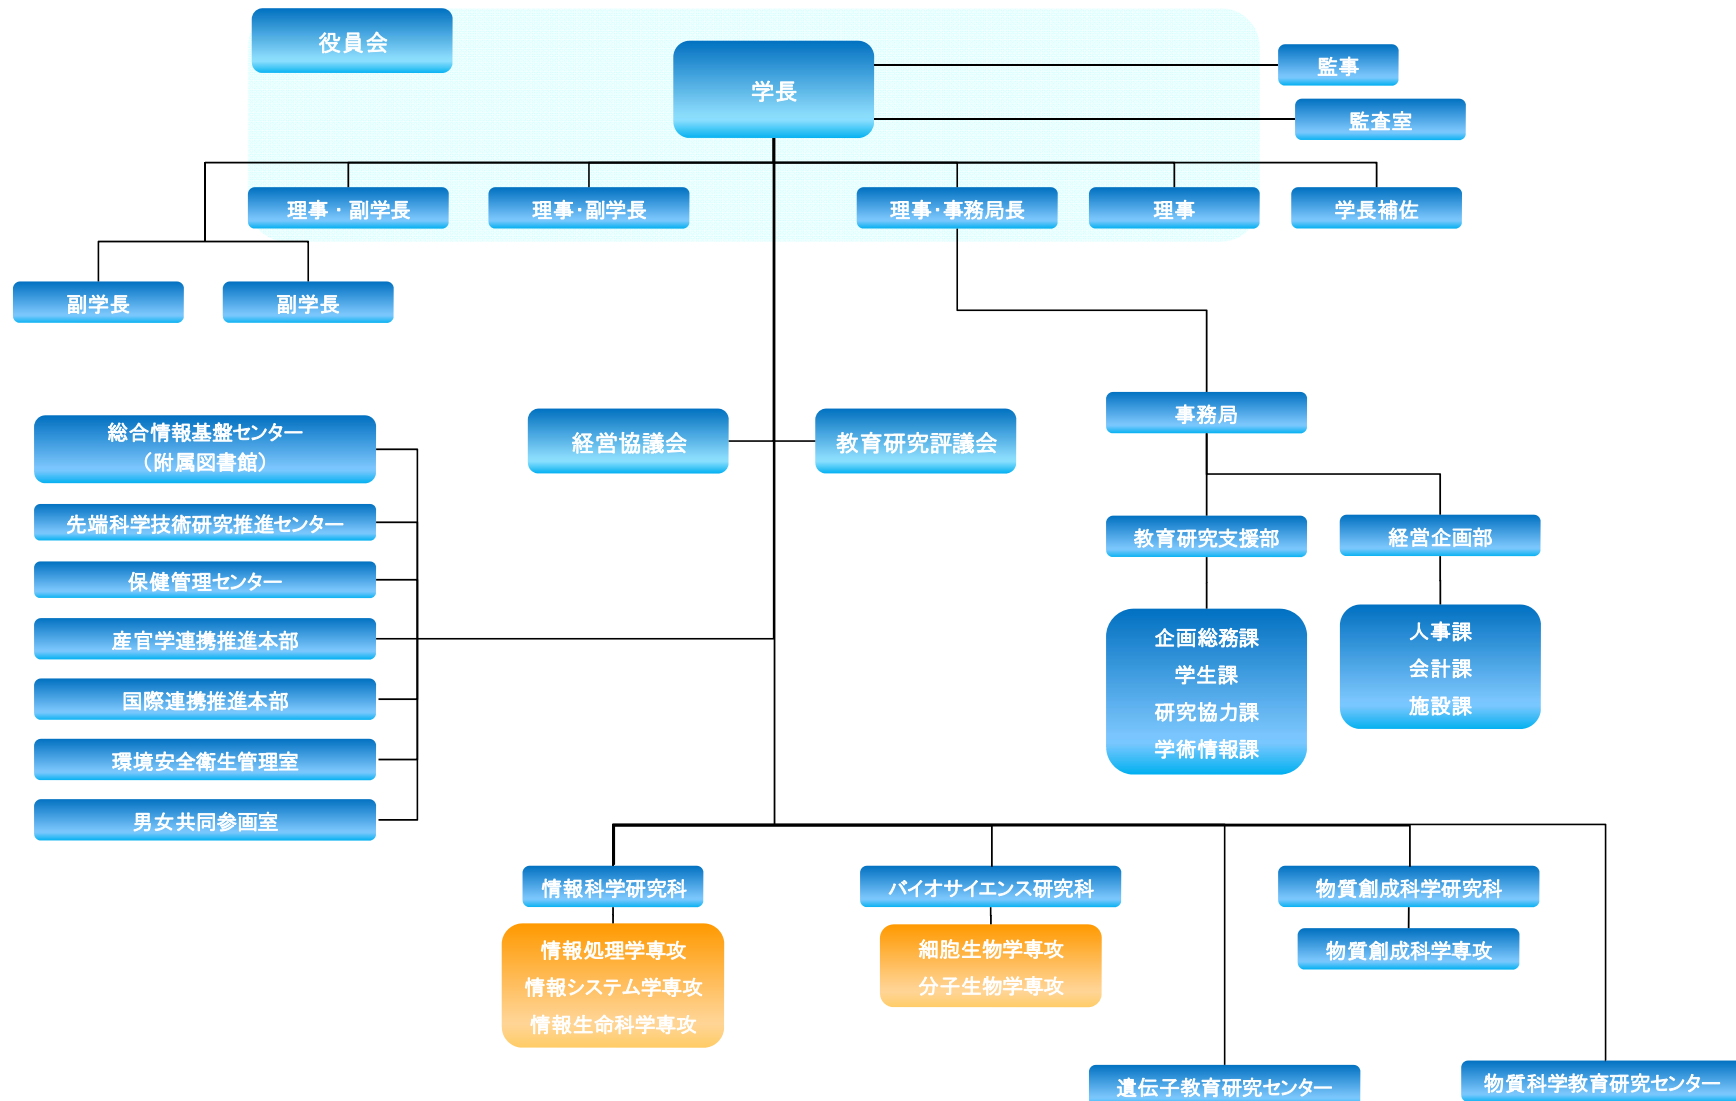 役員会
学長
監事
監査室
理事・副学長
理事・副学長
理事・事務局長
理事
学長補佐
副学長
副学長
経営協議会
教育研究評議会
事務局
総合情報基盤センター
（附属図書館）
先端科学技術研究推進センター
保健管理センター
産官学連携推進本部
国際連携推進本部
環境安全衛生管理室
男女共同参画室
教育研究支援部
経営企画部
企画総務課
学生課
研究協力課
学術情報課
人事課
会計課
施設課
情報科学研究科
バイオサイエンス研究科
物質創成科学研究科
情報処理学専攻
情報システム学専攻
情報生命科学専攻
細胞生物学専攻
分子生物学専攻
物質創成科学専攻
遺伝子教育研究センター
物質科学教育研究センター